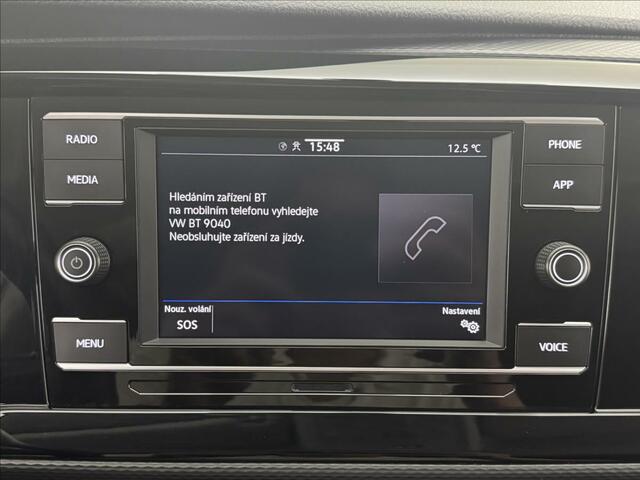 RADIO
MEDIA
MENU
15:48
12.5 °C
Hledáním zařízení BT
na mobilním telefonu vyhledejte
VW BT 9040
Neobsluhujte zařízení za jízdy.
Nouz. volání
SOS
Nastavení
PHONE
APP
VOICE